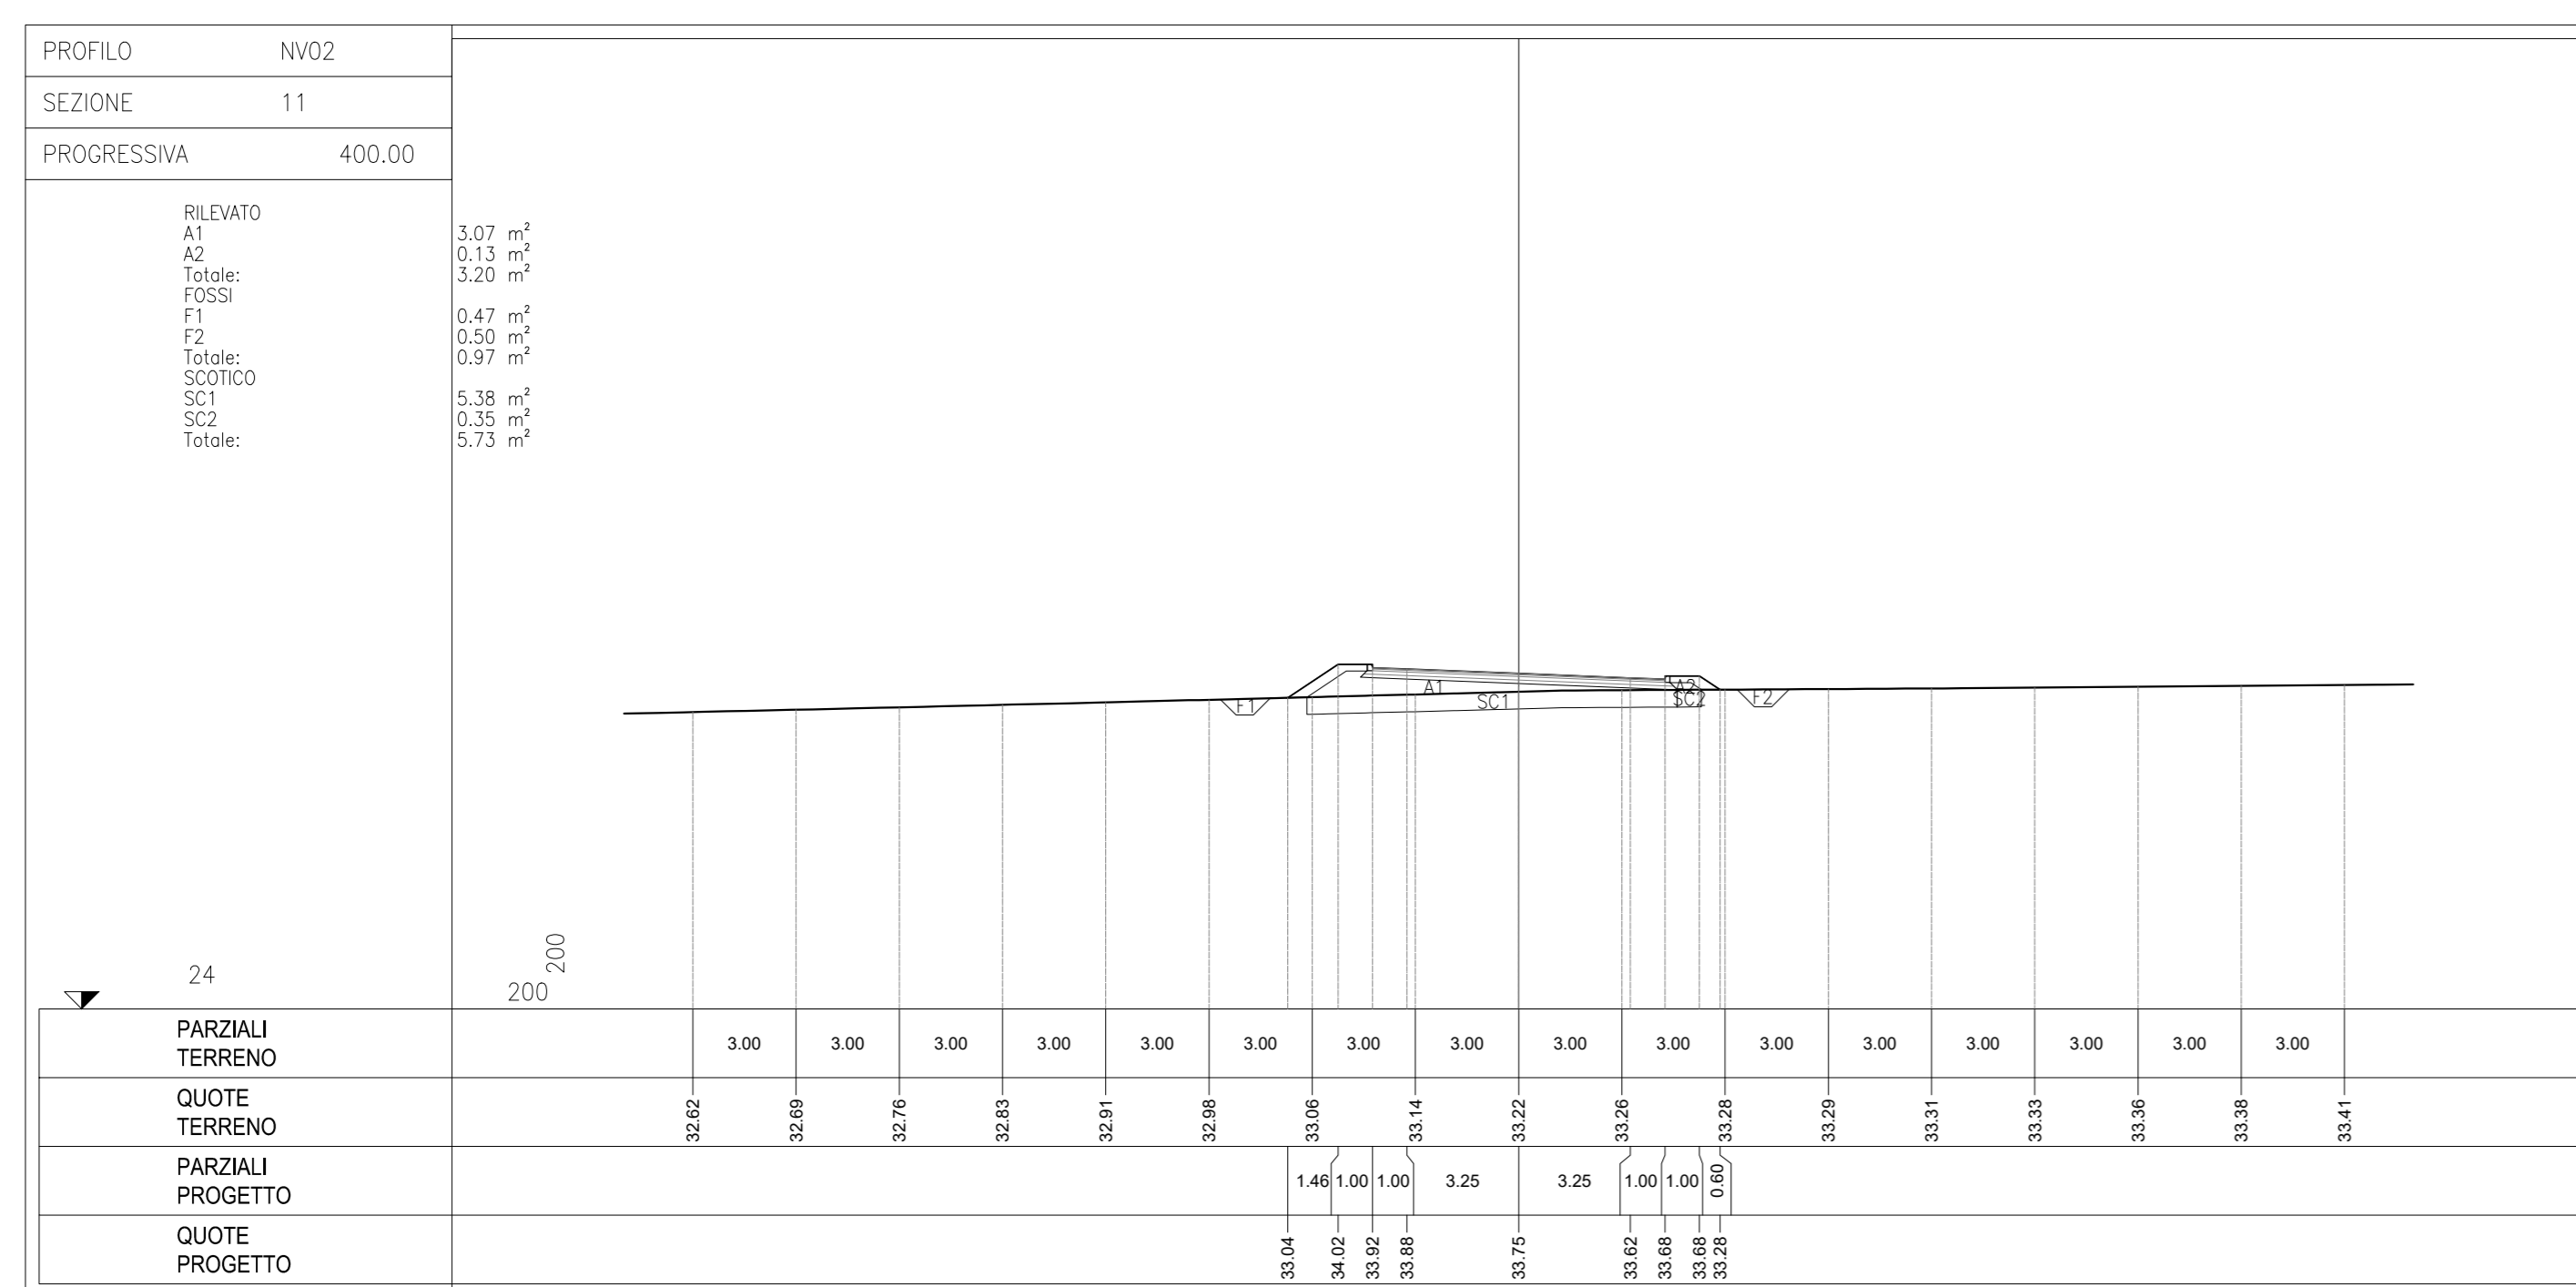 PROFILO NV02
SEZIONE 11
PROGRESSIVA 400.00
RILEVATO
A1 3.07 m²
A2 0.13 m²
Totale: 3.20 m²
FOSSI
F1 0.47 m²
F2 0.50 m²
Totale: 0.97 m²
SCOTICO
SC1 5.38 m²
SC2 0.35 m²
Totale: 5.73 m²
A1 A2
F1 SC1 SC2 F2
200
24
200
PARZIALI
TERRENO
3.00 3.00 3.00 3.00 3.00 3.00 3.00 3.00 3.00 3.00 3.00 3.00 3.00 3.00 3.00 3.00
QUOTE
TERRENO
32.62 32.69 32.76 32.83 32.91 32.98 33.06 33.14 33.22 33.26 33.28 33.29 33.31 33.33 33.36 33.38 33.41
PARZIALI
PROGETTO
1.46 1.00 1.00 3.25 3.25 1.00 1.00 0.60
QUOTE
PROGETTO
33.04 34.02 33.92 33.88 33.75 33.62 33.68 33.68 33.28